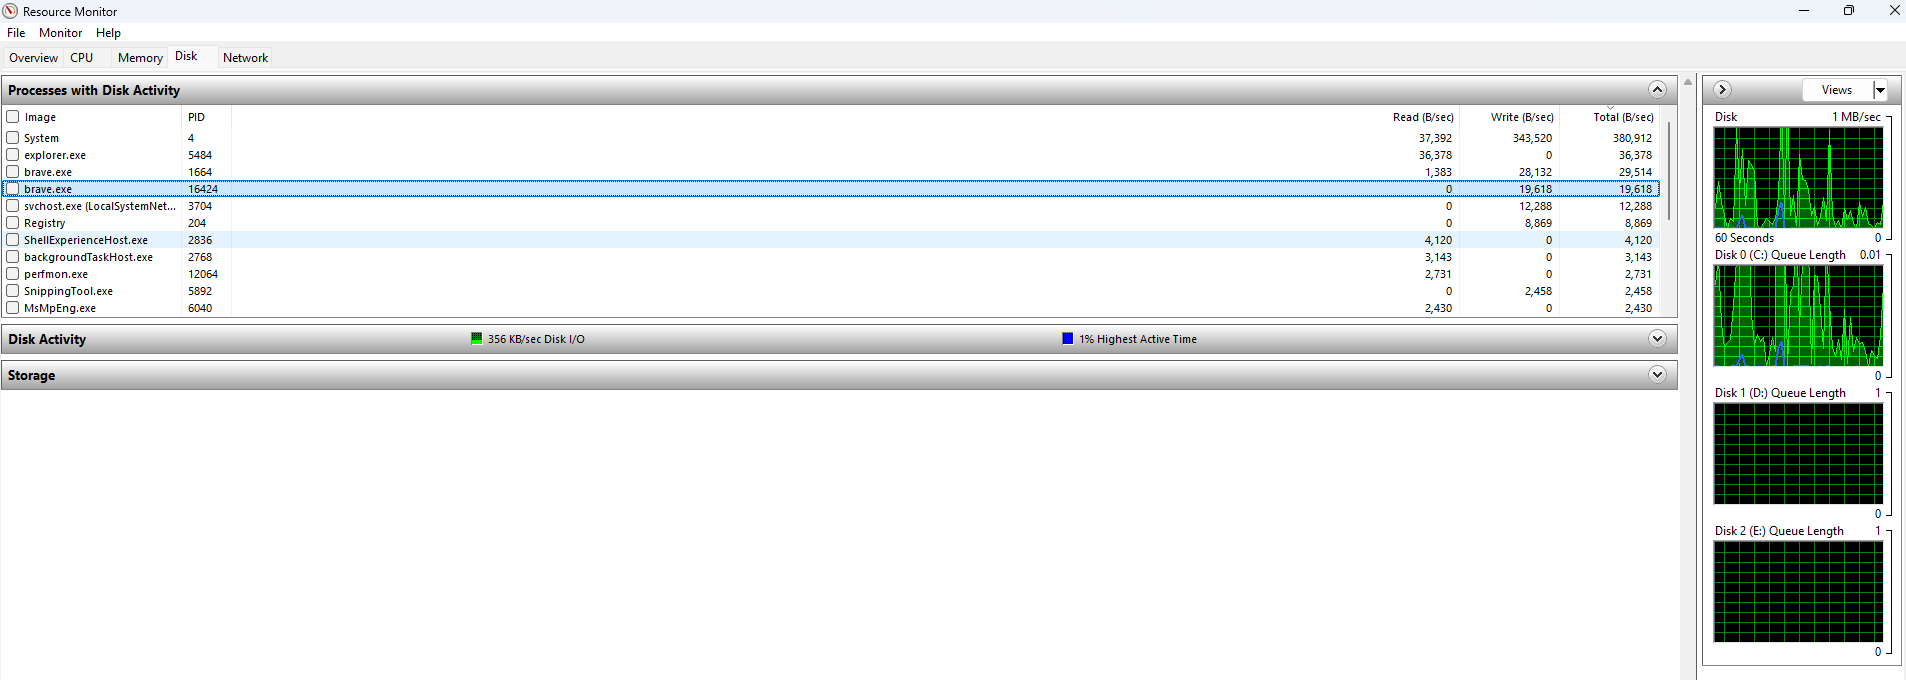 Resource Monitor
File Monitor Help
Overview CPU Memory Disk Network
Processes with Disk Activity
Image PID Read (B/sec) Write (B/sec) Total (B/sec)
System 4 37,392 343,520 380,912
explorer.exe 5484 36,378 0 36,378
brave.exe 1664 1,383 28,132 29,514
brave.exe 16424 0 19,618 19,618
svchost.exe (LocalSystemNet... 3704 0 12,288 12,288
Registry 204 0 8,869 8,869
ShellExperienceHost.exe 2836 4,120 0 4,120
backgroundTaskHost.exe 2768 3,143 0 3,143
perfmon.exe 12064 2,731 0 2,731
SnippingTool.exe 5892 0 2,458 2,458
MsMpEng.exe 6040 2,430 0 2,430
Disk Activity 356 KB/sec Disk I/O 1% Highest Active Time
Storage
Views
Disk 1 MB/sec
60 Seconds 0
Disk 0 (C:) Queue Length 0.01
0
Disk 1 (D:) Queue Length 1
0
Disk 2 (E:) Queue Length 1
0